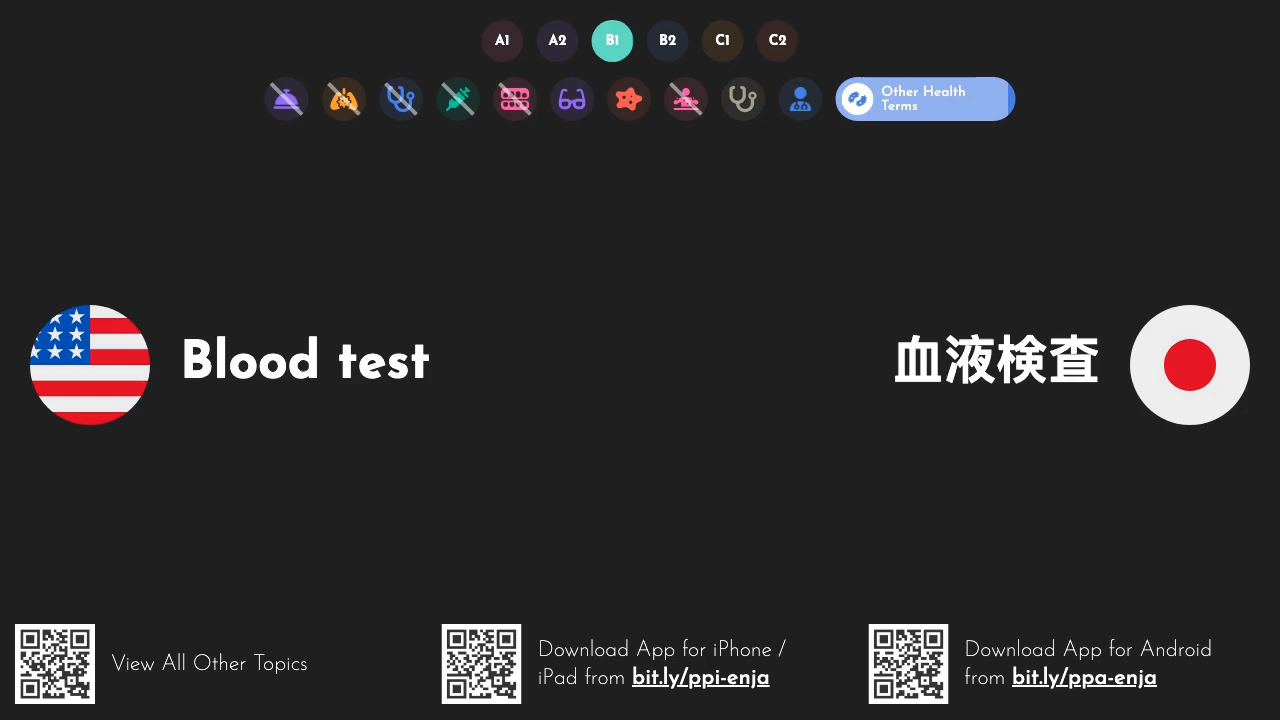 A1 A2 B1 B2 C1 C2
Other Health
Terms
Blood test
血液検査
View All Other Topics
Download App for iPhone /
iPad from bit.ly/ppi-enja
Download App for Android
from bit.ly/ppa-enja